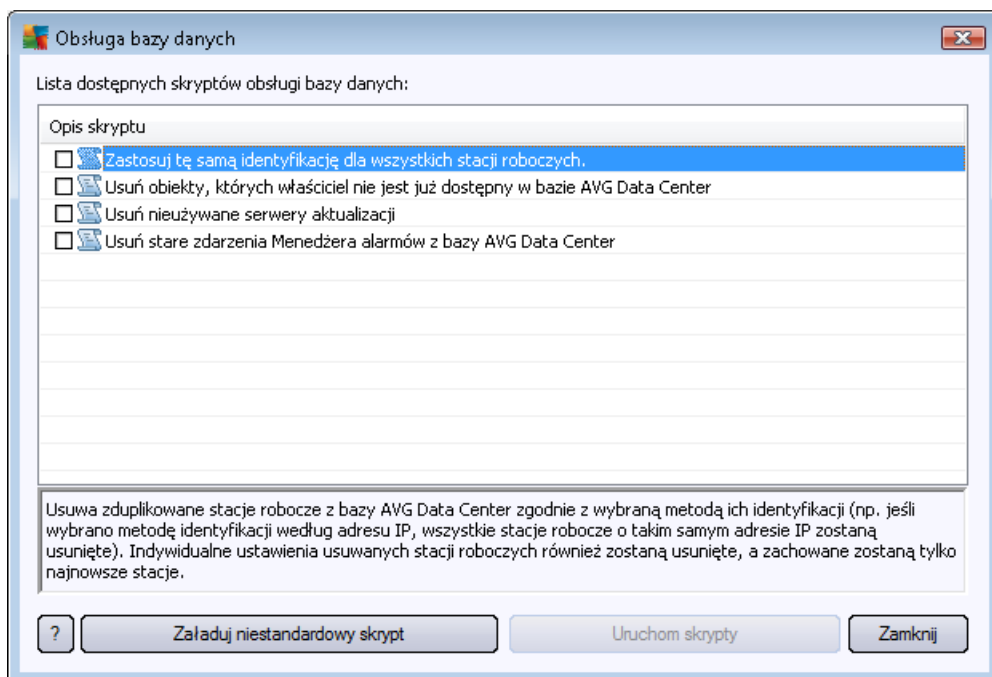 Obsługa bazy danych
Lista dostępnych skryptów obsługi bazy danych:
Opis skryptu
Zastosuj tę samą identyfikację dla wszystkich stacji roboczych.
Usuń obiekty, których właściciel nie jest już dostępny w bazie AVG Data Center
Usuń nieużywane serwery aktualizacji
Usuń stare zdarzenia Menedżera alarmów z bazy AVG Data Center
Usuwa zduplikowane stacje robocze z bazy AVG Data Center zgodnie z wybraną metodą ich identyfikacji (np. jeśli
wybrano metodę identyfikacji według adresu IP, wszystkie stacje robocze o takim samym adresie IP zostaną
usunięte). Indywidualne ustawienia usuwanych stacji roboczych również zostaną usunięte, a zachowane zostaną tylko
najnowsze stacje.
? Załaduj niestandardowy skrypt Uruchom skrypty Zamknij